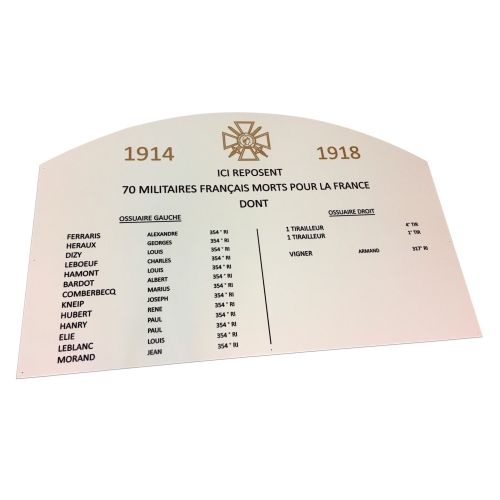 1914 1918
ICI REPOSENT
70 MILITAIRES FRANÇAIS MORTS POUR LA FRANCE
DONT
OSSUAIRE GAUCHE
FERRARIS ALEXANDRE 354° RI
HERAUX GEORGES 354° RI
DIZY LOUIS 354° RI
LEBOEUF CHARLES 354° RI
HAMONT LOUIS 354° RI
BARDOT ALBERT 354° RI
COMBERBECQ MARIUS 354° RI
KNEIP JOSEPH 354° RI
HUBERT RENE 354° RI
HANRY PAUL 354° RI
ELIE PAUL 354° RI
LEBLANC LOUIS 354° RI
MORAND JEAN 354° RI
OSSUAIRE DROIT
1 TIRAILLEUR 4° TIR
1 TIRAILLEUR 1° TIR
VIGNER ARMAND 317° RI